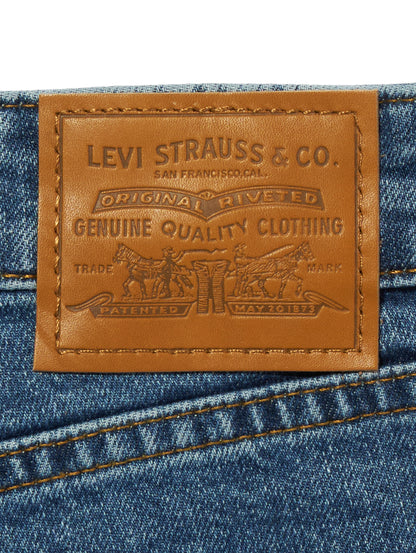 LEVI STRAUSS & CO.
SAN FRANCISCO, CAL.
ORIGINAL RIVETED
GENUINE QUALITY CLOTHING
TRADE MARK
PATENTED MAY 20 1873